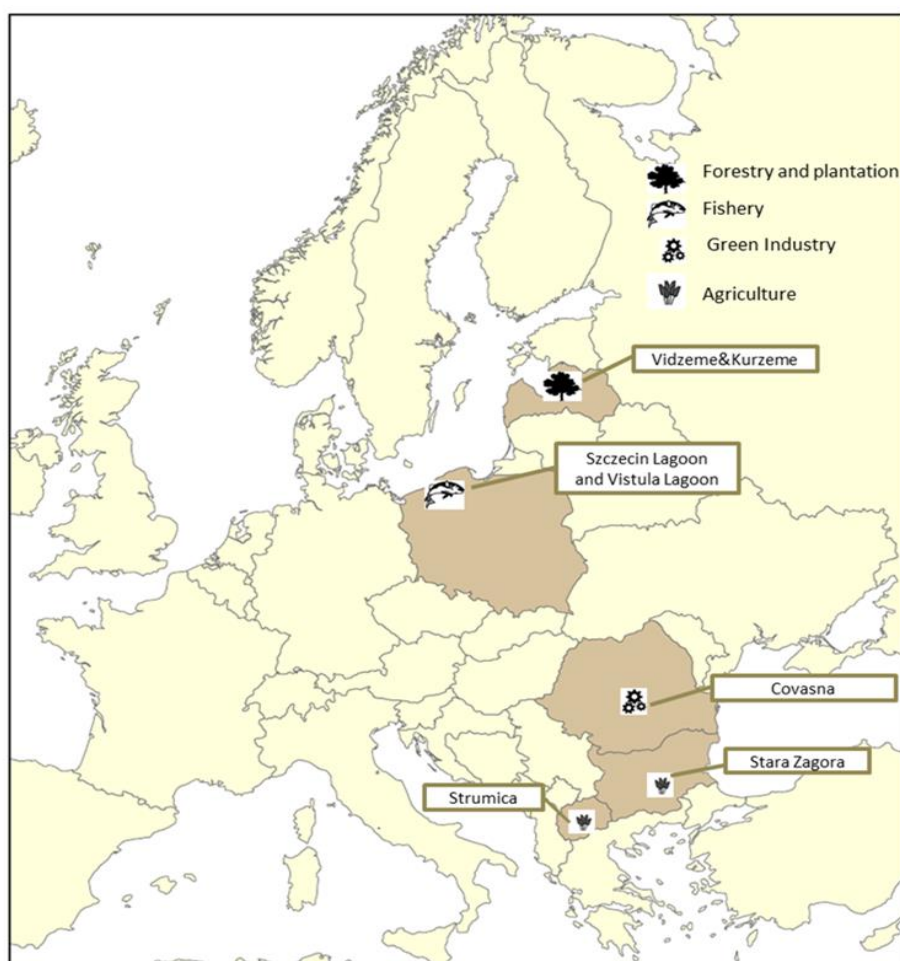 Forestry and plantation
Fishery
Green Industry
Agriculture
Vidzeme&Kurzeme
Szczecin Lagoon
and Vistula Lagoon
Covasna
Stara Zagora
Strumica